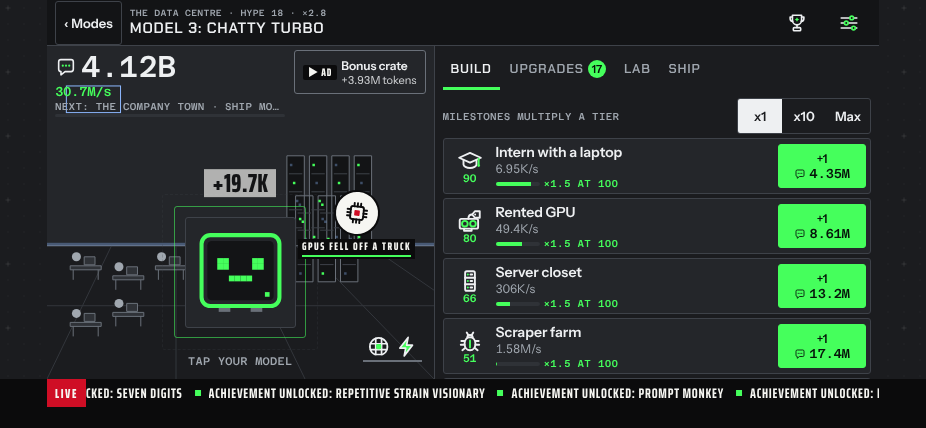 ‹ Modes
THE DATA CENTRE · HYPE 18 · ×2.8
MODEL 3: CHATTY TURBO
4.12B
30.7M/s
NEXT: THE COMPANY TOWN · SHIP MO…
AD
Bonus crate
+3.93M tokens
+19.7K
GPUS FELL OFF A TRUCK
TAP YOUR MODEL
BUILD
UPGRADES 17
LAB
SHIP
MILESTONES MULTIPLY A TIER
x1
x10
Max
Intern with a laptop
6.95K/s
90
×1.5 AT 100
+1
4.35M
Rented GPU
49.4K/s
80
×1.5 AT 100
+1
8.61M
Server closet
306K/s
66
×1.5 AT 100
+1
13.2M
Scraper farm
1.58M/s
51
×1.5 AT 100
+1
17.4M
LIVE
CKED: SEVEN DIGITS ACHIEVEMENT UNLOCKED: REPETITIVE STRAIN VISIONARY ACHIEVEMENT UNLOCKED: PROMPT MONKEY ACHIEVEMENT UNLOCKED: